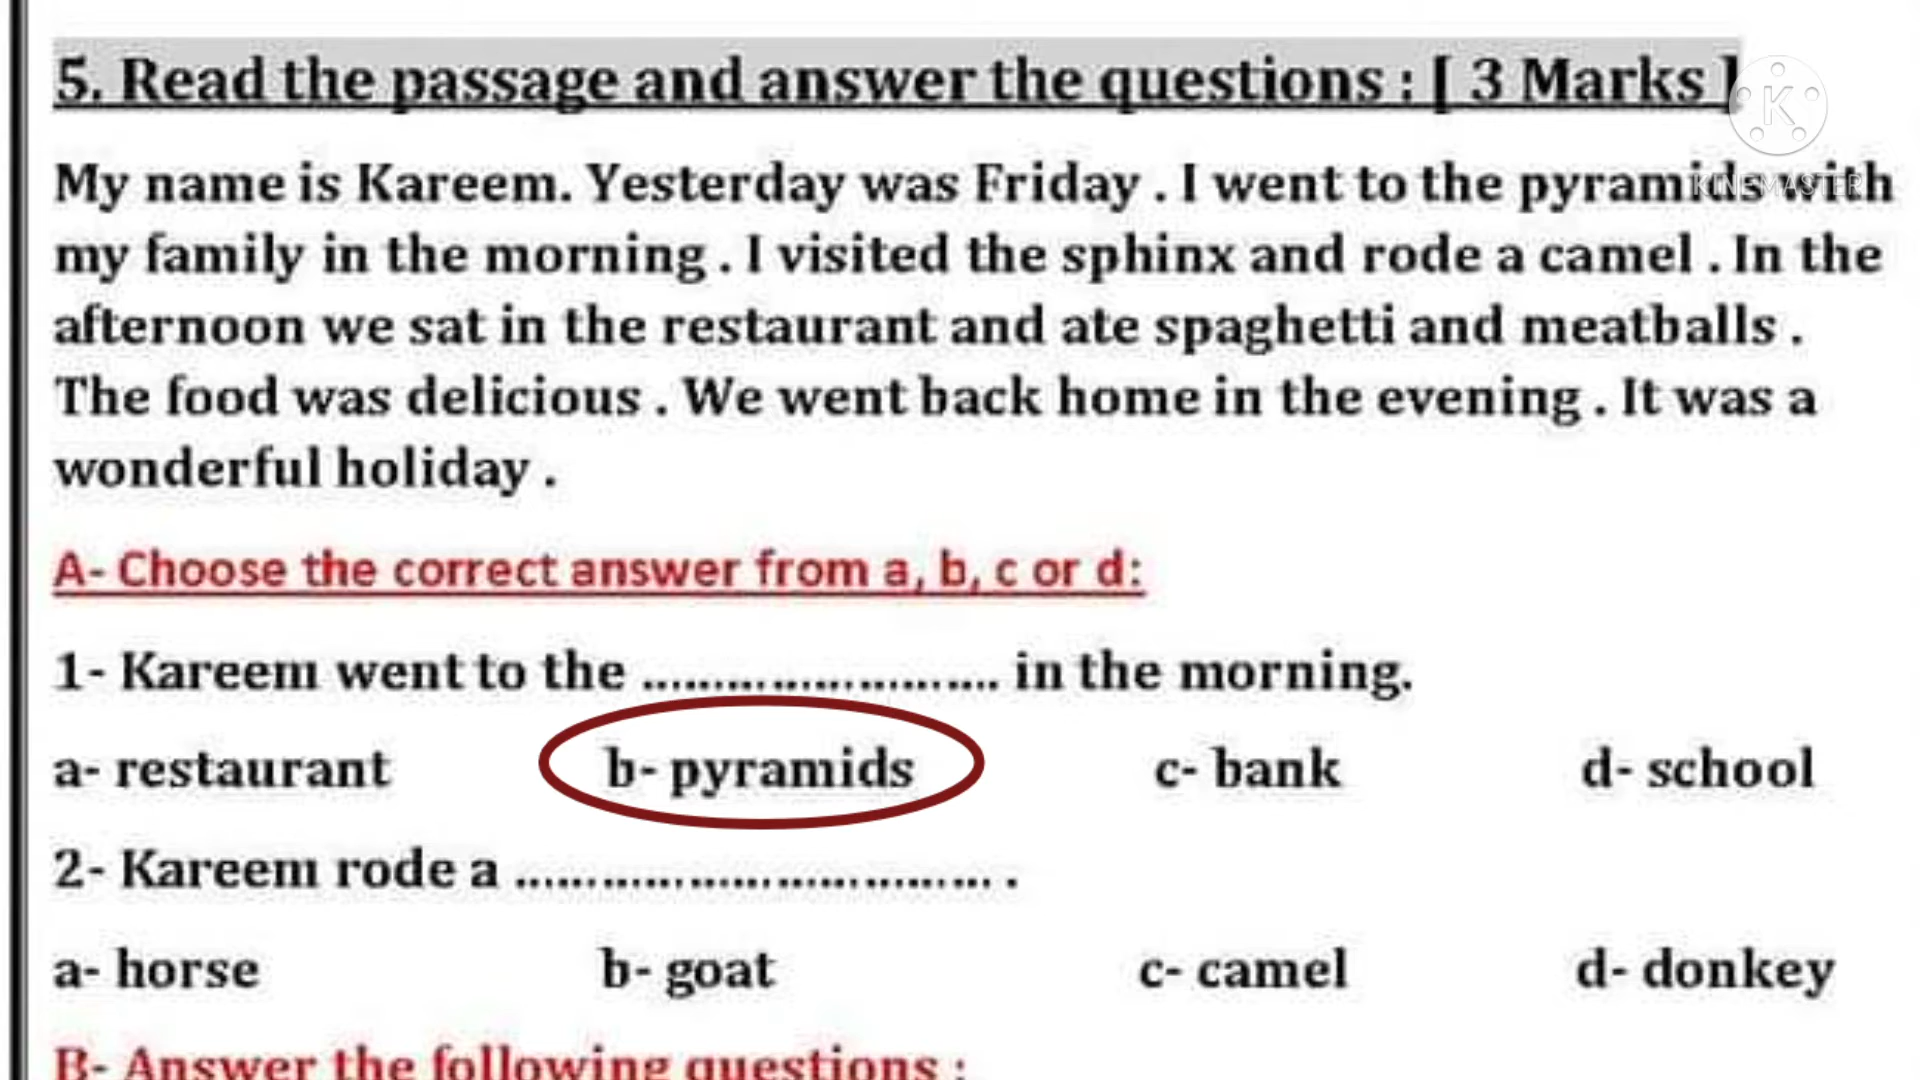 5. Read the passage and answer the questions : [ 3 Marks ]
K
KINEMASTER
My name is Kareem. Yesterday was Friday . I went to the pyramids with
my family in the morning . I visited the sphinx and rode a camel . In the
afternoon we sat in the restaurant and ate spaghetti and meatballs .
The food was delicious . We went back home in the evening . It was a
wonderful holiday .
A- Choose the correct answer from a, b, c or d:
1- Kareem went to the ......................... in the morning.
a- restaurant b- pyramids c- bank d- school
2- Kareem rode a ................................. .
a- horse b- goat c- camel d- donkey
B- Answer the following questions :